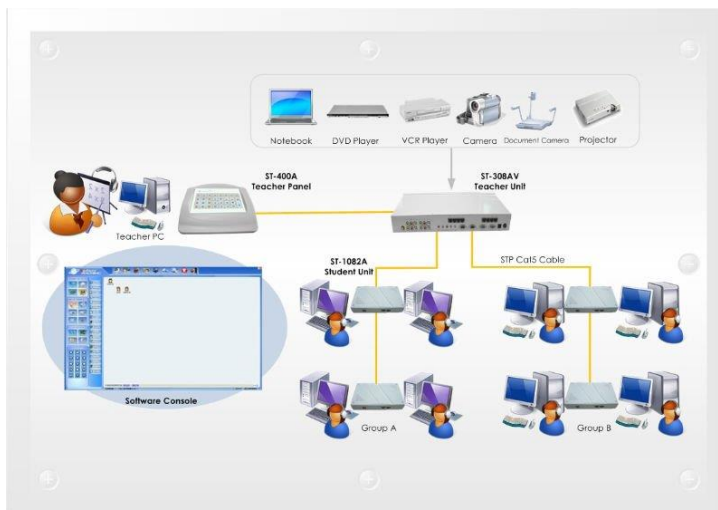 Notebook
DVD Player
VCR Player
Camera
Document Camera
Projector
ST-400A
Teacher Panel
ST-308AV
Teacher Unit
Teacher PC
ST-1082A
Student Unit
STP Cat5 Cable
Software Console
Group A
Group B